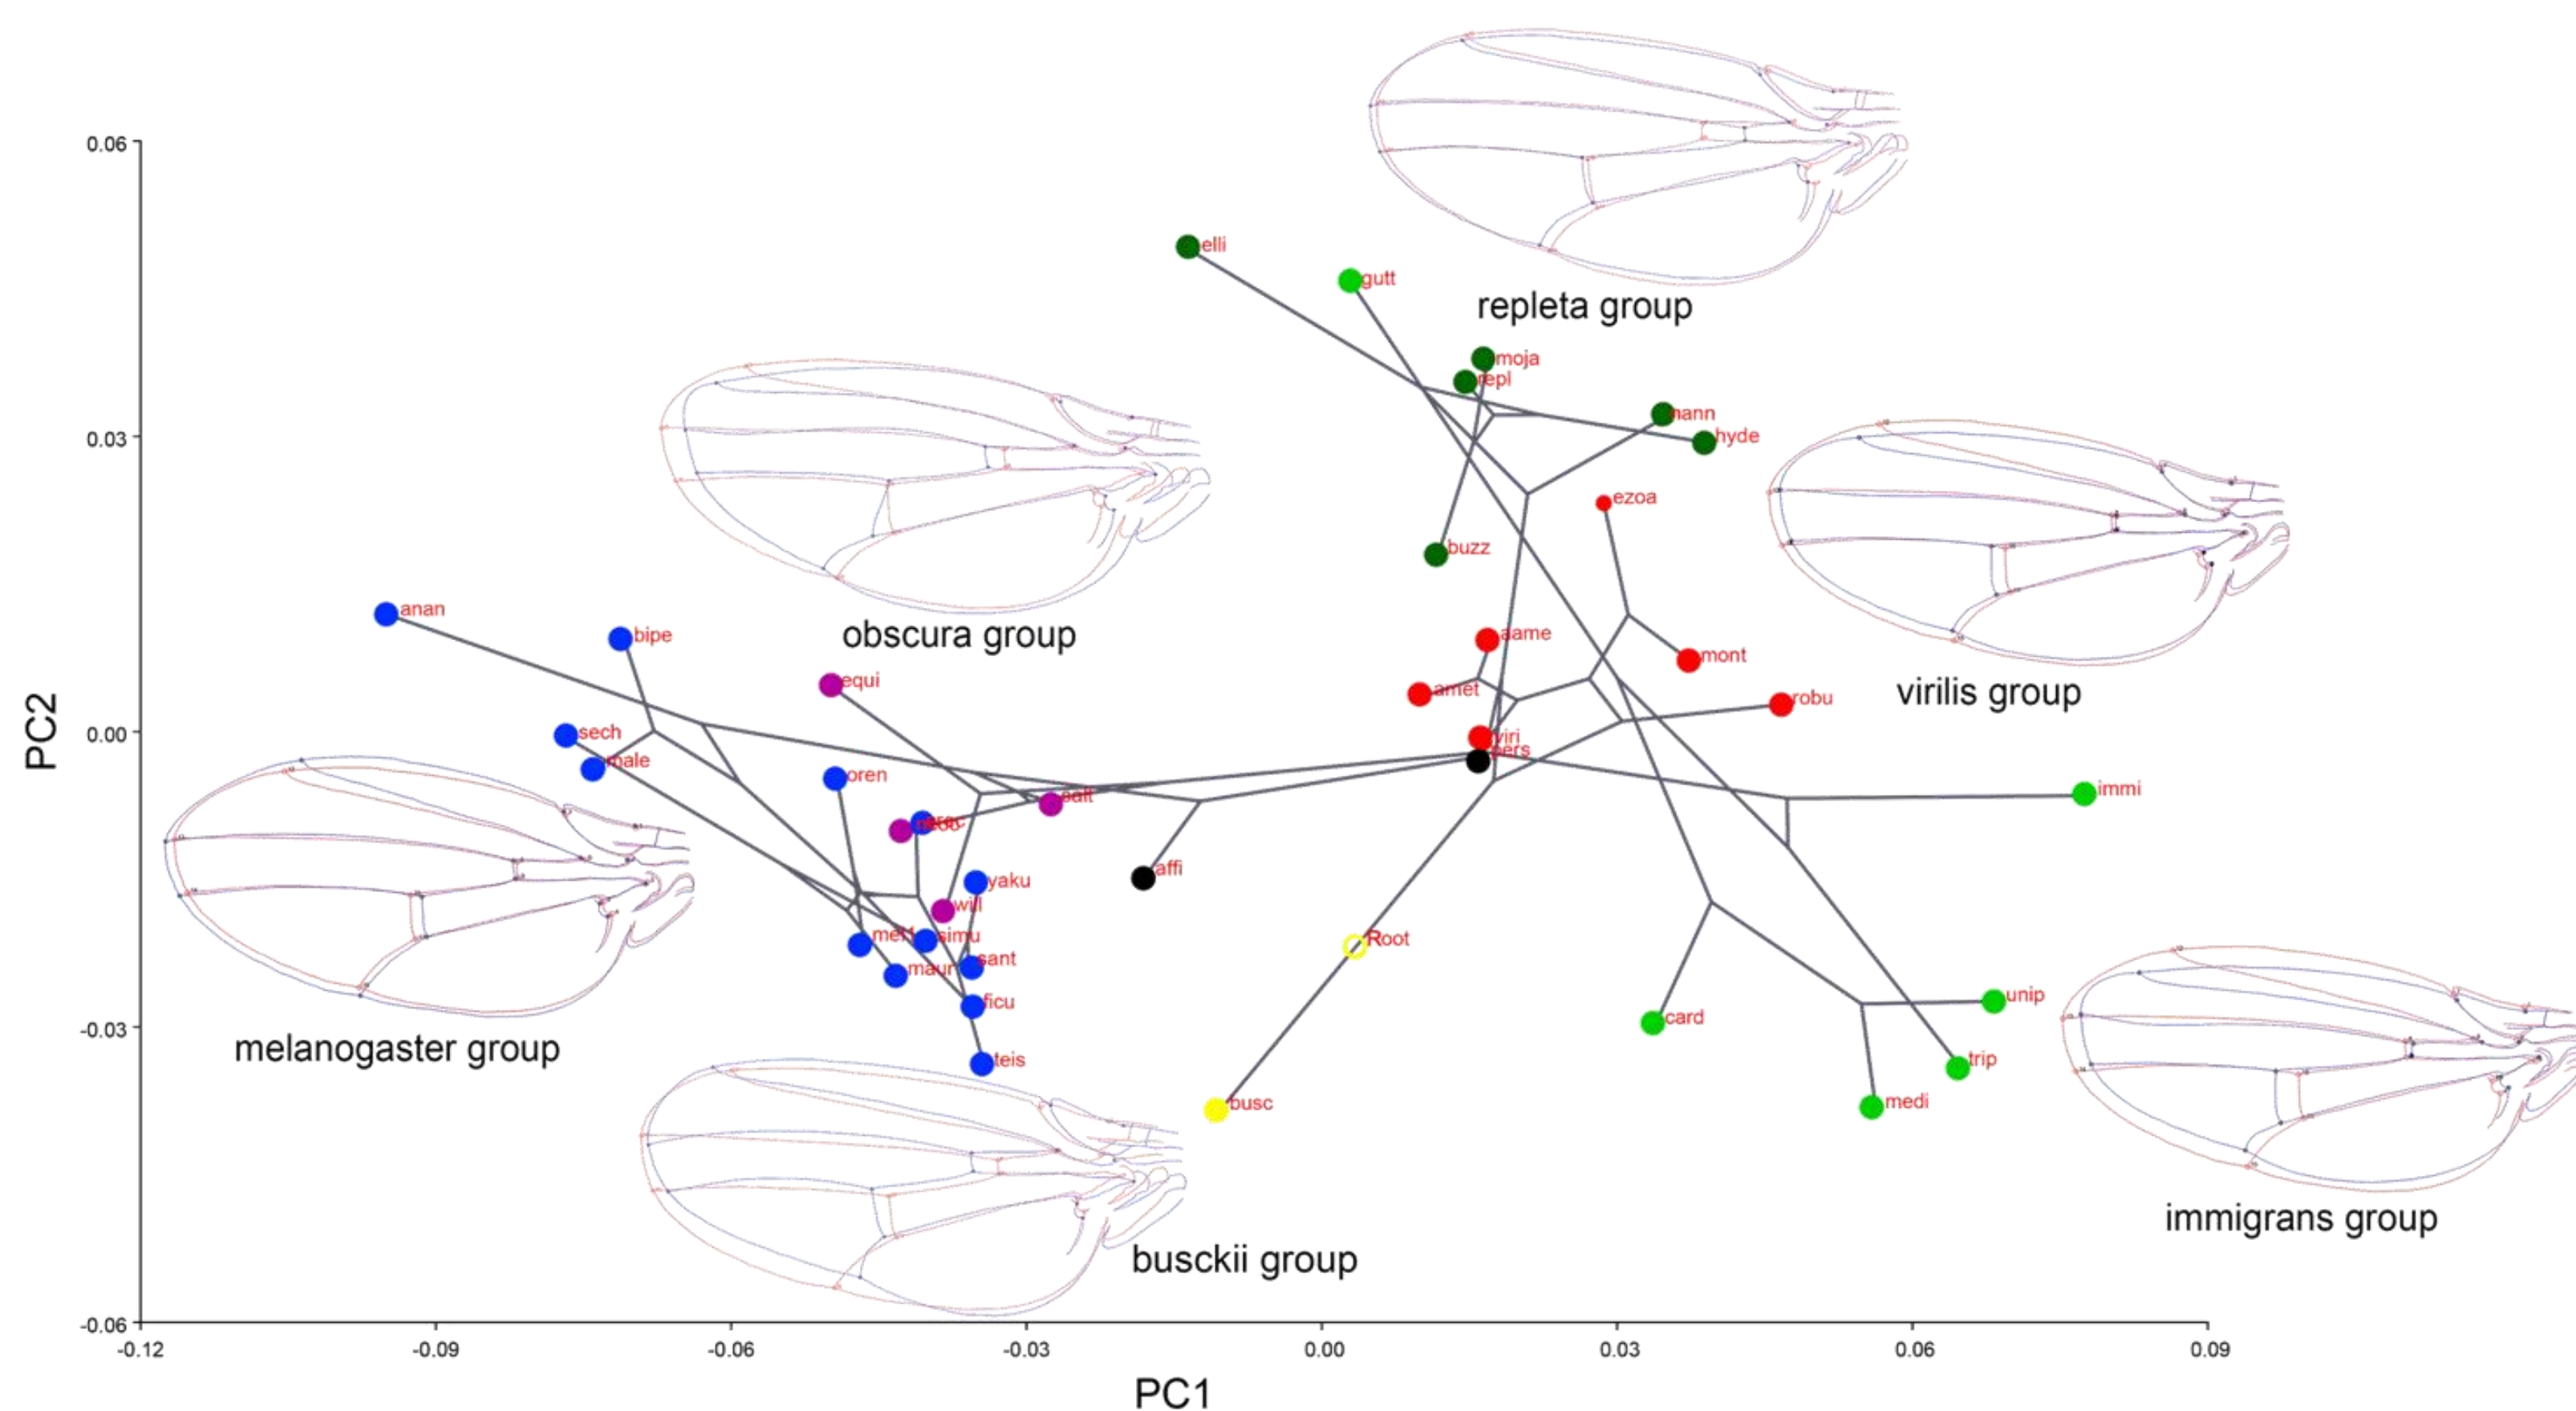 0.06
0.03
0.00
-0.03
-0.06
-0.12
-0.09
-0.06
-0.03
0.00
0.03
0.06
0.09
PC2
PC1
elli
gutt
repleta group
moja
repl
hyde
ezoa
buzz
anan
bipe
obscura group
equi
aame
mont
amet
robu
virilis group
sech
male
viri
pers
oren
immi
affi
yaku
will
simu
maur
sant
Root
melanogaster group
ficu
card
unip
teis
trip
busc
medi
immigrans group
busckii group